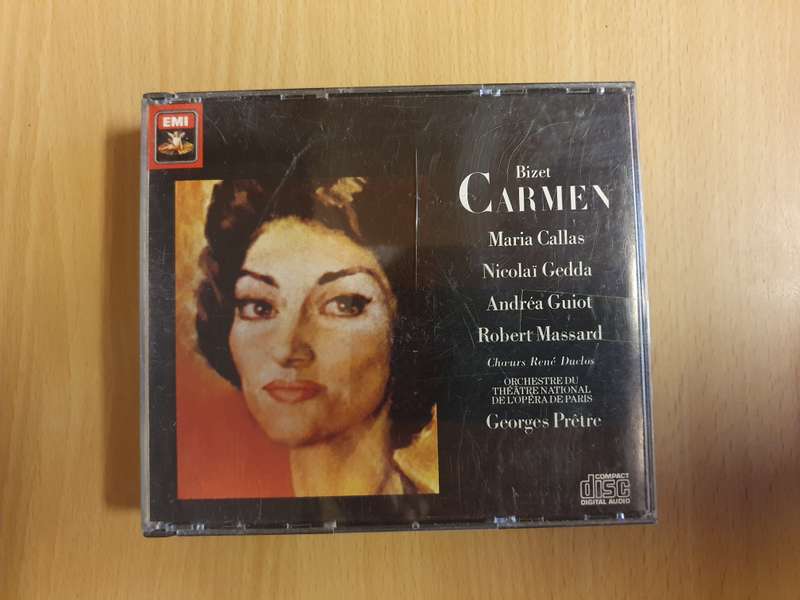 EMI
Bizet
CARMEN
Maria Callas
Nicolaï Gedda
Andréa Guiot
Robert Massard
Chœurs René Duclos
ORCHESTRE DU
THÉÂTRE NATIONAL
DE L'OPÉRA DE PARIS
Georges Prêtre
COMPACT
disc
DIGITAL AUDIO